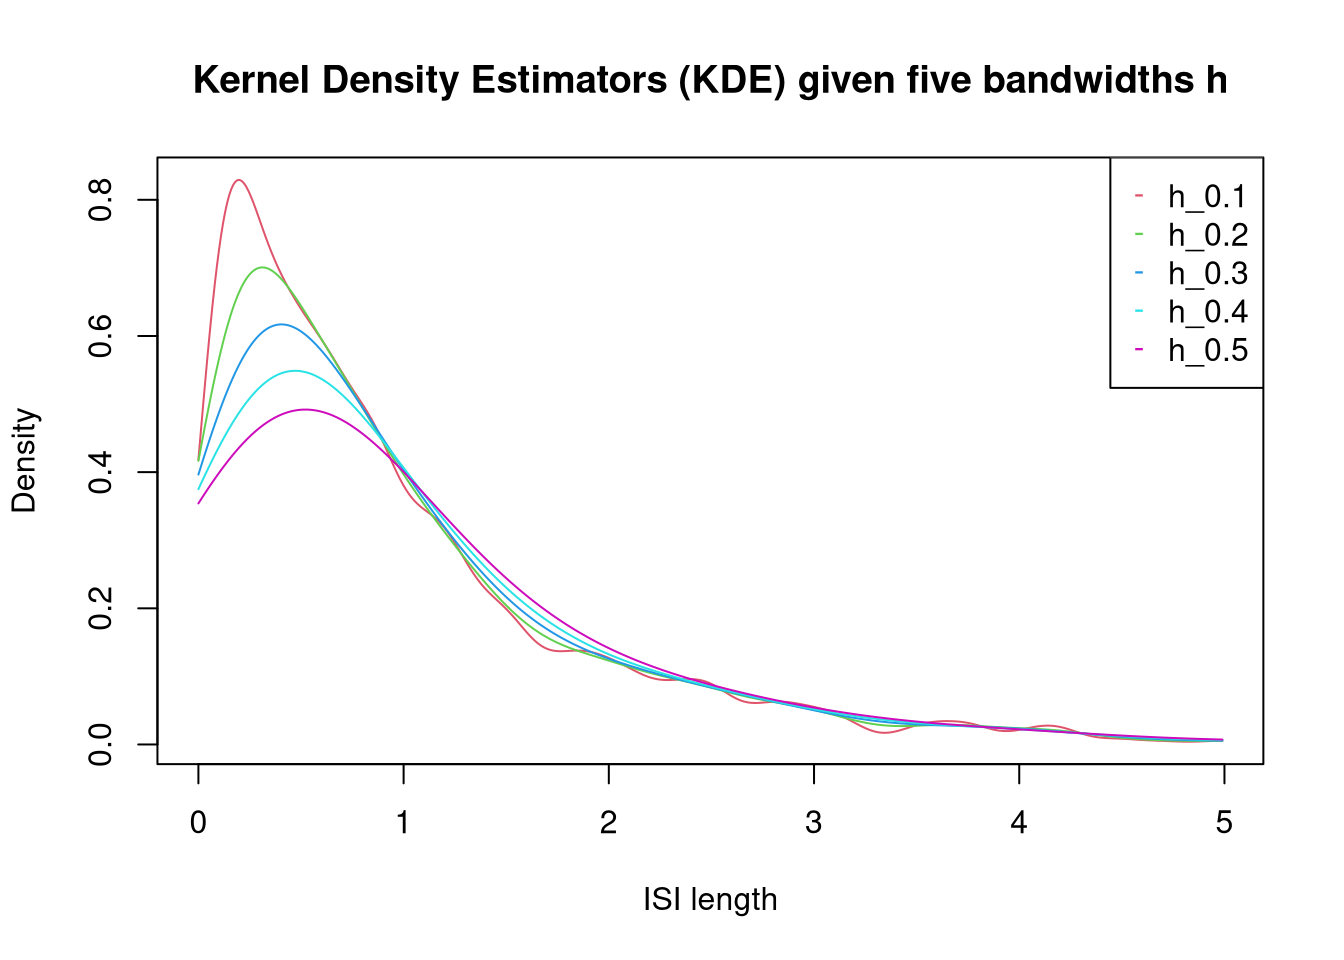 Kernel Density Estimators (KDE) given five bandwidths h
h_0.1
h_0.2
h_0.3
h_0.4
h_0.5
Density
0.8
0.6
0.4
0.2
0.0
0 1 2 3 4 5
ISI length